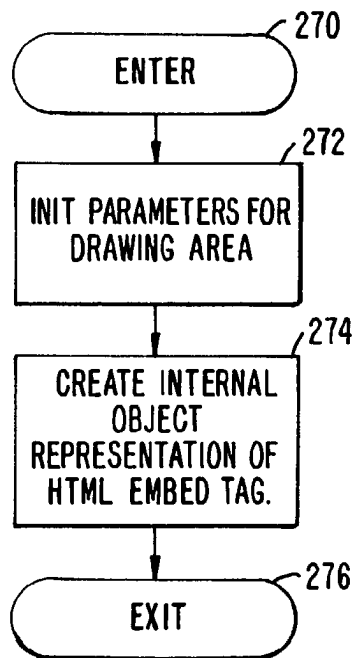 270
ENTER
272
INIT PARAMETERS FOR
DRAWING AREA
274
CREATE INTERNAL
OBJECT
REPRESENTATION OF
HTML EMBED TAG.
276
EXIT